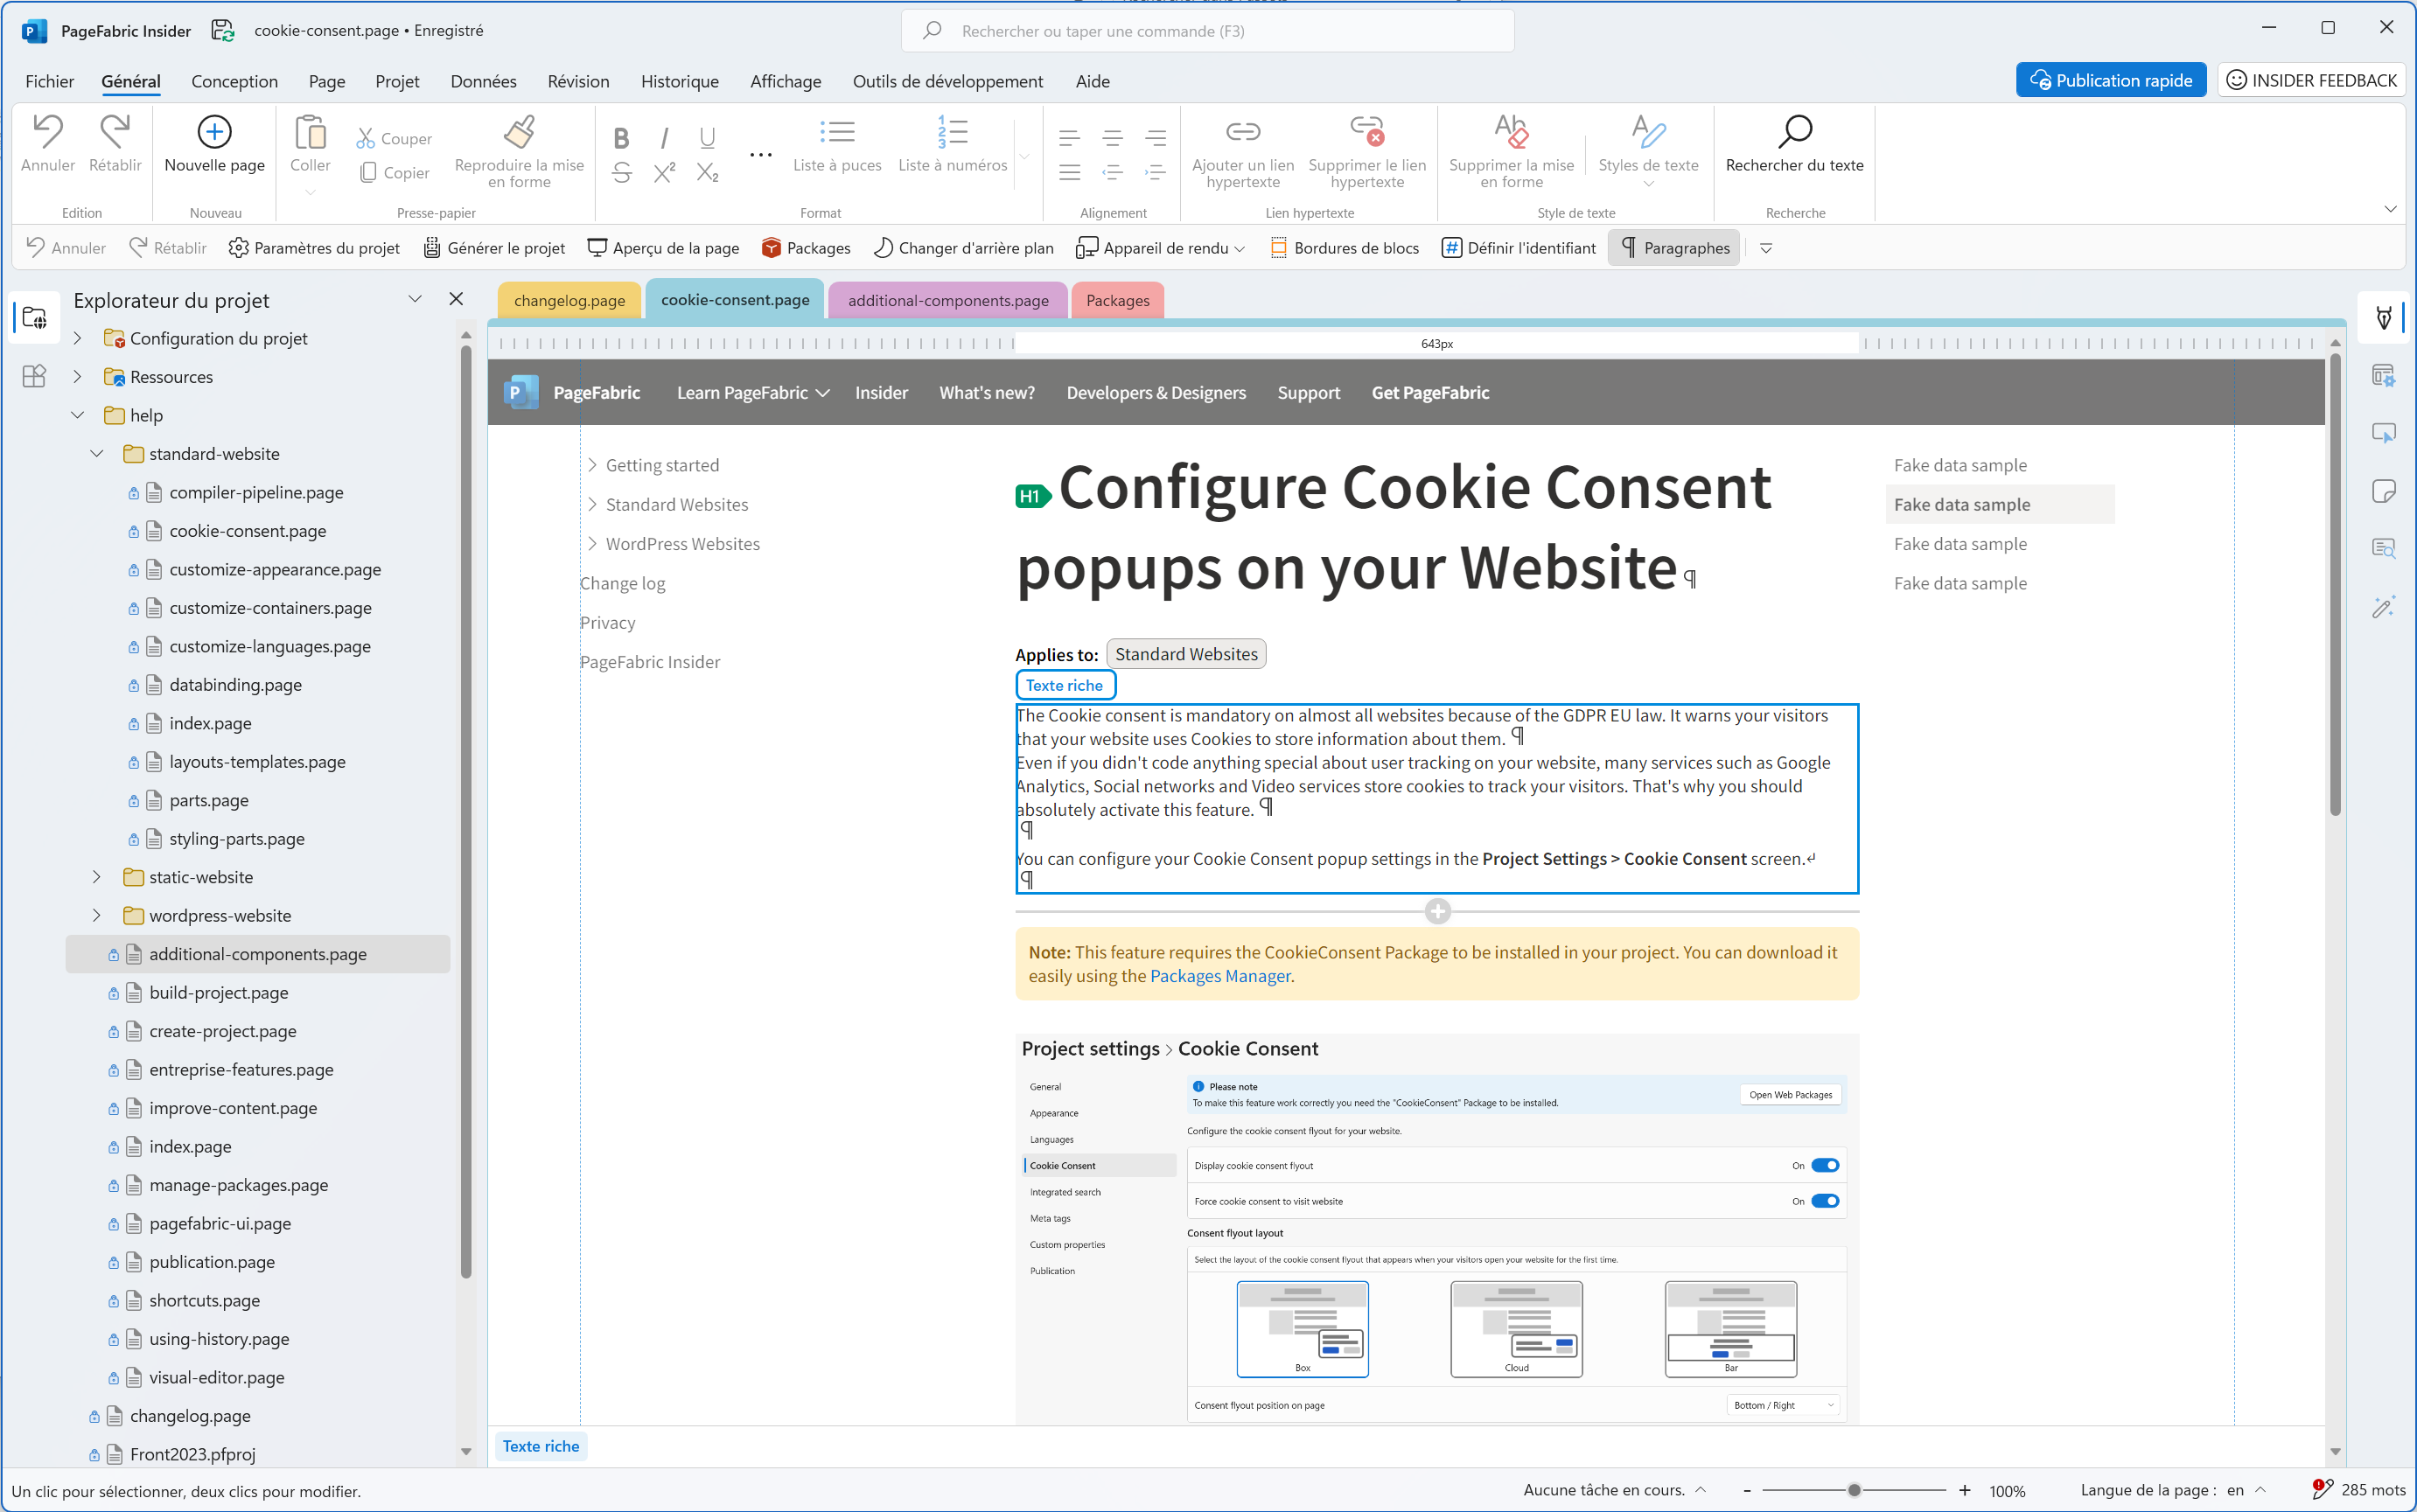 PageFabric Insider
cookie-consent.page • Enregistré
Rechercher ou taper une commande (F3)
Fichier
Général
Conception
Page
Projet
Données
Révision
Historique
Affichage
Outils de développement
Aide
Publication rapide
INSIDER FEEDBACK
Annuler
Rétablir
Edition
Nouvelle page
Nouveau
Coller
Couper
Copier
Reproduire la mise
en forme
Presse-papier
Liste à puces
Liste à numéros
Format
Alignement
Ajouter un lien
hypertexte
Supprimer le lien
hypertexte
Lien hypertexte
Supprimer la mise
en forme
Styles de texte
Style de texte
Rechercher du texte
Recherche
Annuler
Rétablir
Paramètres du projet
Générer le projet
Aperçu de la page
Packages
Changer d'arrière plan
Appareil de rendu
Bordures de blocs
Définir l'identifiant
Paragraphes
Explorateur du projet
Configuration du projet
Ressources
help
standard-website
compiler-pipeline.page
cookie-consent.page
customize-appearance.page
customize-containers.page
customize-languages.page
databinding.page
index.page
layouts-templates.page
parts.page
styling-parts.page
static-website
wordpress-website
additional-components.page
build-project.page
create-project.page
entreprise-features.page
improve-content.page
index.page
manage-packages.page
pagefabric-ui.page
publication.page
shortcuts.page
using-history.page
visual-editor.page
changelog.page
Front2023.pfproj
changelog.page
cookie-consent.page
additional-components.page
Packages
643px
PageFabric
Learn PageFabric
Insider
What's new?
Developers & Designers
Support
Get PageFabric
Getting started
Standard Websites
WordPress Websites
Change log
Privacy
PageFabric Insider
H1
Configure Cookie Consent
popups on your Website¶
Applies to: Standard Websites
Texte riche
The Cookie consent is mandatory on almost all websites because of the GDPR EU law. It warns your visitors
that your website uses Cookies to store information about them. ¶
Even if you didn't code anything special about user tracking on your website, many services such as Google
Analytics, Social networks and Video services store cookies to track your visitors. That's why you should
absolutely activate this feature. ¶
¶
You can configure your Cookie Consent popup settings in the Project Settings > Cookie Consent screen.↵
¶
Note: This feature requires the CookieConsent Package to be installed in your project. You can download it
easily using the Packages Manager.
Project settings > Cookie Consent
General
Appearance
Languages
Cookie Consent
Integrated search
Meta tags
Custom properties
Publication
Please note
To make this feature work correctly you need the "CookieConsent" Package to be installed.
Open Web Packages
Configure the cookie consent flyout for your website.
Display cookie consent flyout
On
Force cookie consent to visit website
On
Consent flyout layout
Select the layout of the cookie consent flyout that appears when your visitors open your website for the first time.
Box
Cloud
Bar
Consent flyout position on page
Bottom / Right
Fake data sample
Fake data sample
Fake data sample
Fake data sample
Texte riche
Un clic pour sélectionner, deux clics pour modifier.
Aucune tâche en cours.
- + 100%
Langue de la page : en
285 mots